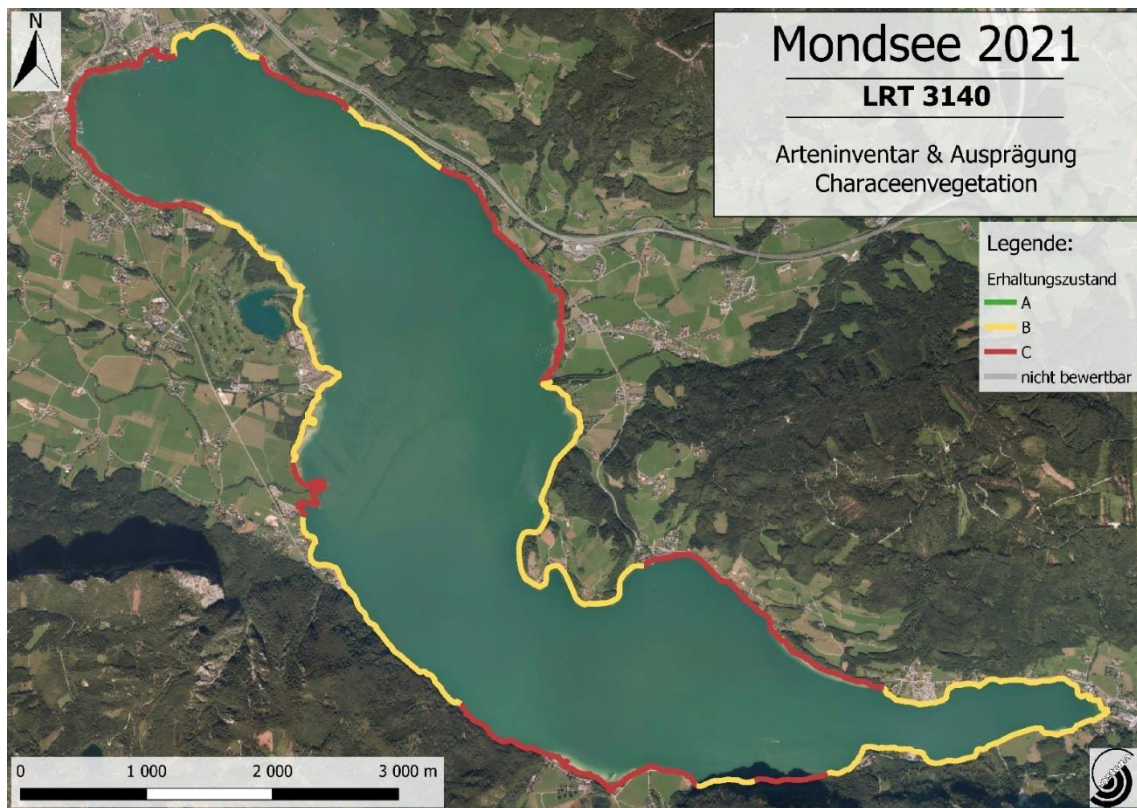 N
Mondsee 2021
LRT 3140
Arteninventar & Ausprägung
Characeenvegetation
Legende:
Erhaltungszustand
A
B
C
nicht bewertbar
0 1 000 2 000 3 000 m